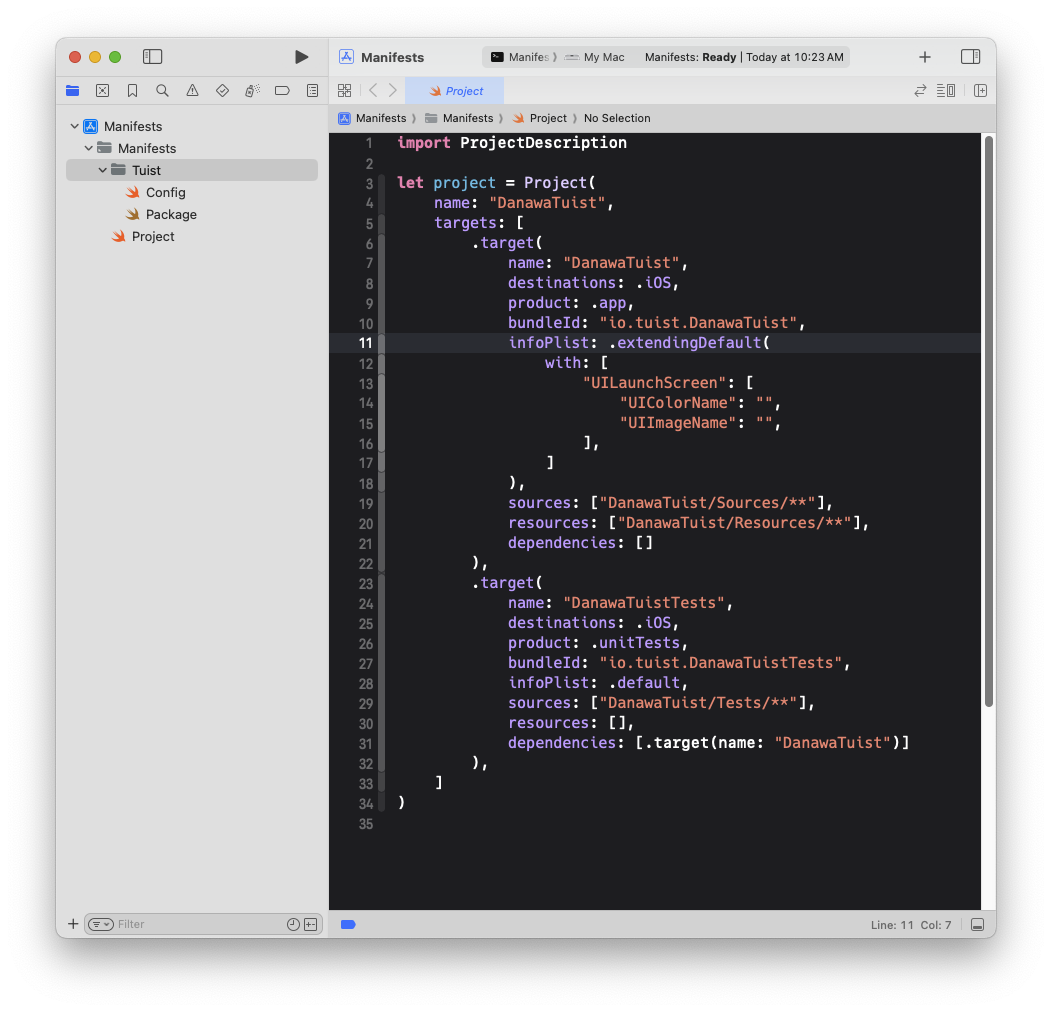 Manifests
Manifes
My Mac
Manifests: Ready | Today at 10:23 AM
Project
Manifests
Manifests
Project
No Selection
Manifests
Manifests
Tuist
Config
Package
Project
1 import ProjectDescription
2
3 let project = Project(
4     name: "DanawaTuist",
5     targets: [
6         .target(
7             name: "DanawaTuist",
8             destinations: .iOS,
9             product: .app,
10             bundleId: "io.tuist.DanawaTuist",
11             infoPlist: .extendingDefault(
12                 with: [
13                     "UILaunchScreen": [
14                         "UIColorName": "",
15                         "UIImageName": "",
16                     ],
17                 ]
18             ),
19             sources: ["DanawaTuist/Sources/**"],
20             resources: ["DanawaTuist/Resources/**"],
21             dependencies: []
22         ),
23         .target(
24             name: "DanawaTuistTests",
25             destinations: .iOS,
26             product: .unitTests,
27             bundleId: "io.tuist.DanawaTuistTests",
28             infoPlist: .default,
29             sources: ["DanawaTuist/Tests/**"],
30             resources: [],
31             dependencies: [.target(name: "DanawaTuist")]
32         ),
33     ]
34 )
35
Filter
Line: 11 Col: 7